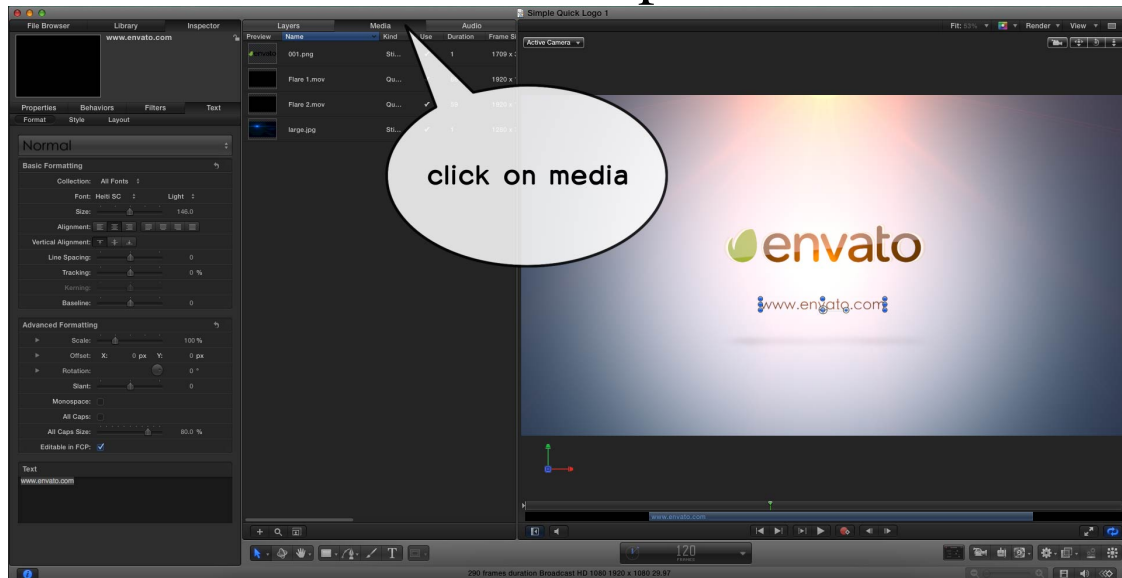 Simple Quick Logo 1
File Browser Library Inspector
Layers Media Audio
Fit: 53% Render View
www.envato.com
Preview Name Kind Use Duration Frame Si
Active Camera
001.png Sti... 1 1709 x
Flare 1.mov Qu... 1920 x
Flare 2.mov Qu...
large.jpg Sti...
click on media
Properties Behaviors Filters Text
Format Style Layout
Normal
Basic Formatting
Collection: All Fonts
Font: Heiti SC Light
Size: 146.0
Alignment:
Vertical Alignment:
Line Spacing: 0
Tracking: 0 %
Kerning:
Baseline: 0
Advanced Formatting
Scale: 100 %
Offset: X: 0 px Y: 0 px
Rotation: 0 °
Slant: 0
Monospace:
All Caps:
All Caps Size: 80.0 %
Editable in FCP:
Text
www.envato.com
envato
www.envato.com
www.envato.com
T
120
FRAMES
290 frames duration Broadcast HD 1080 1920 x 1080 29.97